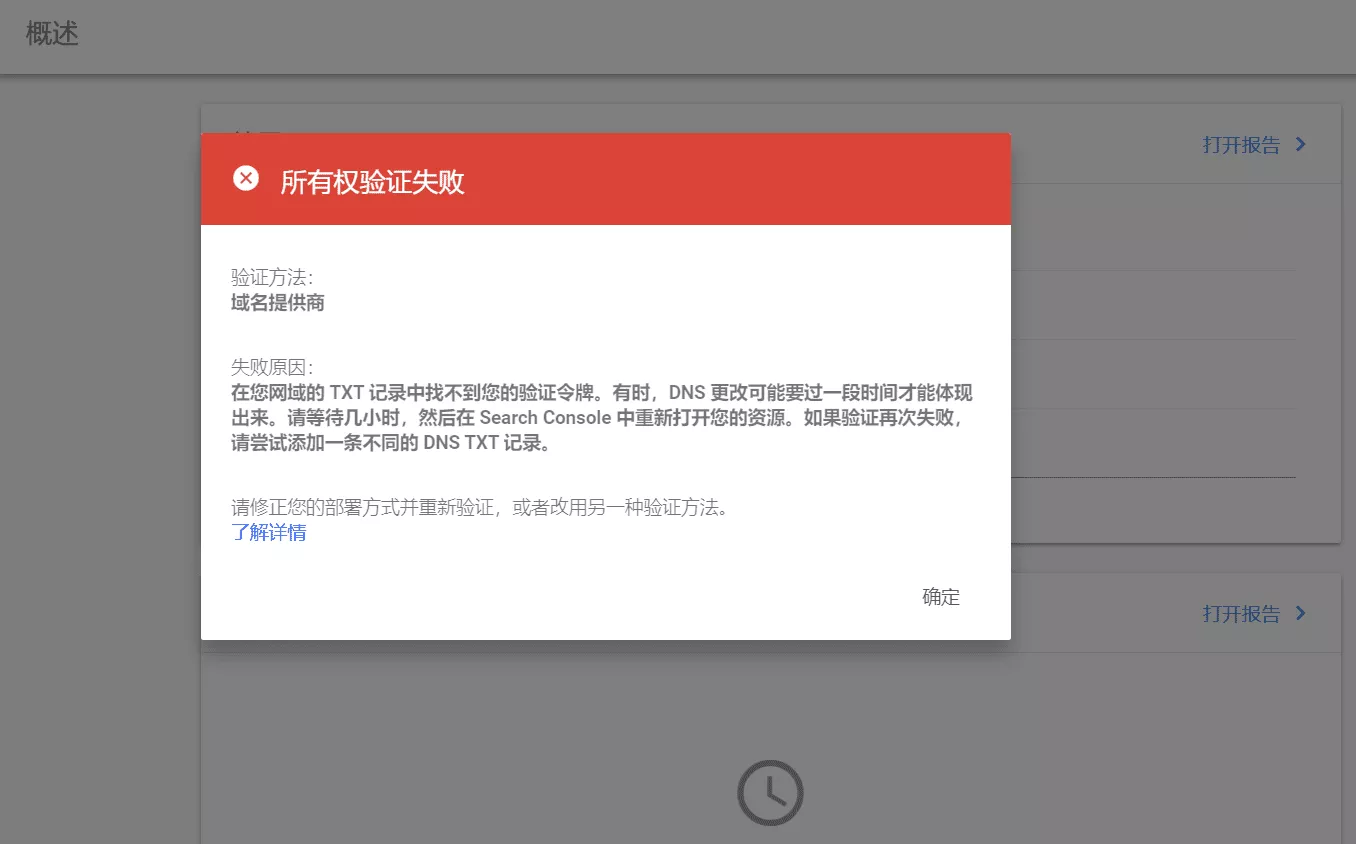 概述
打开报告
所有权验证失败
验证方法：
域名提供商
失败原因：
在您网域的 TXT 记录中找不到您的验证令牌。有时，DNS 更改可能要过一段时间才能体现
出来。请等待几小时，然后在 Search Console 中重新打开您的资源。如果验证再次失败，
请尝试添加一条不同的 DNS TXT 记录。
请修正您的部署方式并重新验证，或者改用另一种验证方法。
了解详情
确定
打开报告